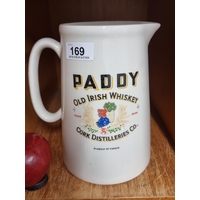 169
PADDY
OLD IRISH WHISKEY
CORK DISTILLERIES CO.